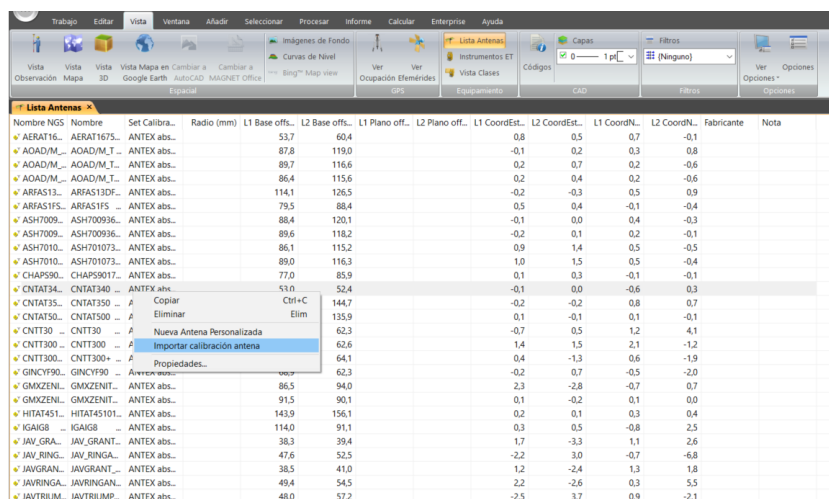 Trabajo Editar Vista Ventana Añadir Seleccionar Procesar Informe Calcular Enterprise Ayuda
Imágenes de Fondo Lista Antenas Capas Filtros
Curvas de Nivel Instrumentos ET 0 1 pt {Ninguno}
Bing™ Map view Vista Clases
Vista Observación Vista Mapa Vista 3D Vista Mapa en Google Earth Cambiar a AutoCAD Cambiar a MAGNET Office Ver Ocupación Ver Efemérides Códigos Ver Opciones Opciones
Espacial GPS Equipamiento CAD Filtros Opciones
Lista Antenas ×
Nombre NGS Nombre Set Calibra... Radio (mm) L1 Base offs... L2 Base offs... L1 Plano off... L2 Plano off... L1 CoordEst... L2 CoordEst... L1 CoordN... L2 CoordN... Fabricante Nota
AERAT16... AERAT1675... ANTEX abs... 53,7 60,4 0,8 0,5 0,7 -0,1
AOAD/M_... AOAD/M_T ... ANTEX abs... 87,8 119,0 -0,1 0,2 0,3 0,8
AOAD/M_... AOAD/M_T... ANTEX abs... 89,7 116,6 0,2 0,7 0,2 -0,6
AOAD/M_... AOAD/M_T... ANTEX abs... 86,4 115,6 0,2 0,4 0,2 -0,6
ARFAS13... ARFAS13DF... ANTEX abs... 114,1 126,5 -0,2 -0,3 0,5 0,9
ARFAS1FS... ARFAS1FS ... ANTEX abs... 79,5 88,4 0,5 0,4 -0,1 -0,4
ASH7009... ASH700936... ANTEX abs... 88,4 120,1 -0,1 0,0 0,4 -0,3
ASH7009... ASH700936... ANTEX abs... 89,6 118,2 -0,2 0,1 0,2 -0,1
ASH7010... ASH701073... ANTEX abs... 86,1 115,2 0,9 1,4 0,5 -0,5
ASH7010... ASH701073... ANTEX abs... 89,0 116,3 1,0 1,5 0,5 -0,4
CHAPS90... CHAPS9017... ANTEX abs... 77,0 85,9 0,1 0,3 -0,1 -0,1
CNTAT34... CNTAT340 ... ANTEX abs... 53,0 52,4 -0,1 0,0 -0,6 0,3
CNTAT35... CNTAT350 ... A 144,7 -0,2 -0,2 0,8 0,7
CNTAT50... CNTAT500 ... A 135,9 0,1 -0,1 0,1 -0,1
CNTT30 ... CNTT30 ... A 62,3 -0,7 0,5 1,2 4,1
CNTT300 ... CNTT300 ... A 62,6 1,4 1,5 2,1 -1,2
CNTT300... CNTT300+ ... A 64,1 0,4 -1,3 0,6 -1,9
GINCYF90... GINCYF90 ... ANTEX abs... 60,9 62,3 -0,2 0,7 -0,5 -2,0
GMXZENIT... GMXZENIT... ANTEX abs... 86,5 94,0 2,3 -2,8 -0,7 0,7
GMXZENI... GMXZENIT... ANTEX abs... 91,5 90,1 0,1 -0,2 0,1 0,0
HITAT451... HITAT45101... ANTEX abs... 143,9 156,1 0,2 0,1 0,3 0,4
IGAIG8 ... IGAIG8 ... ANTEX abs... 114,0 91,1 0,3 0,5 -0,8 2,5
JAV_GRA... JAV_GRANT... ANTEX abs... 38,3 39,4 1,7 -3,3 1,1 2,6
JAV_RING... JAV_RINGA... ANTEX abs... 47,6 52,5 -2,2 3,0 -0,7 -6,8
JAVGRAN... JAVGRANT_... ANTEX abs... 38,5 41,0 1,2 -2,4 1,3 1,8
JAVRINGA... JAVRINGAN... ANTEX abs... 49,4 54,5 2,2 -2,6 0,3 5,5
JAVTRIUM... JAVTRIUMP... ANTEX abs... 48,0 57,2 -2,5 3,7 0,9 -2,1
Copiar Ctrl+C
Eliminar Elim
Nueva Antena Personalizada
Importar calibración antena
Propiedades...